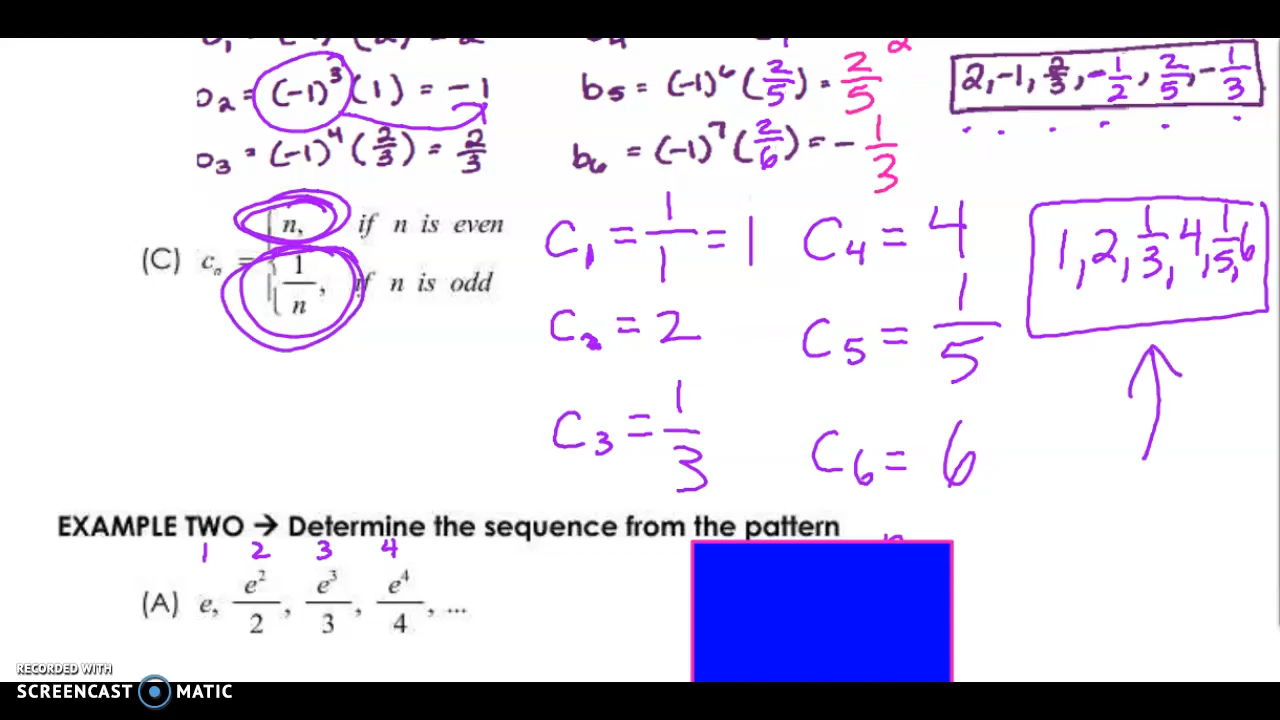 b₂ = (-1)³(1) = -1
b₃ = (-1)⁴(2/3) = 2/3
b₅ = (-1)⁶(2/5) = 2/5
b₆ = (-1)⁷(2/6) = -1/3
2, -1, 2/3, -1/2, 2/5, -1/3
(C) cₙ = { n, if n is even
1/n, if n is odd
C₁ = 1/1 = 1
C₂ = 2
C₃ = 1/3
C₄ = 4
C₅ = 1/5
C₆ = 6
1, 2, 1/3, 4, 1/5, 6
EXAMPLE TWO → Determine the sequence from the pattern
1 2 3 4
(A) e, e²/2, e³/3, e⁴/4, ...
RECORDED WITH
SCREENCAST MATIC